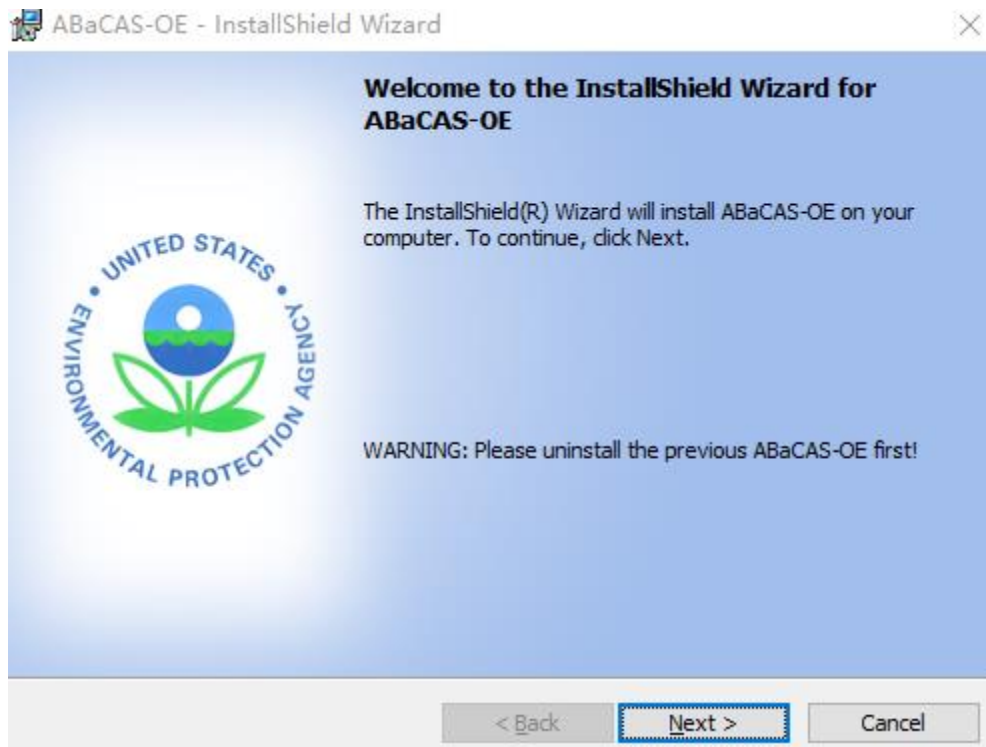 ABaCAS-OE - InstallShield Wizard
Welcome to the InstallShield Wizard for
ABaCAS-OE
The InstallShield(R) Wizard will install ABaCAS-OE on your
computer. To continue, click Next.
UNITED STATES
ENVIRONMENTAL PROTECTION AGENCY
WARNING: Please uninstall the previous ABaCAS-OE first!
< Back
Next >
Cancel